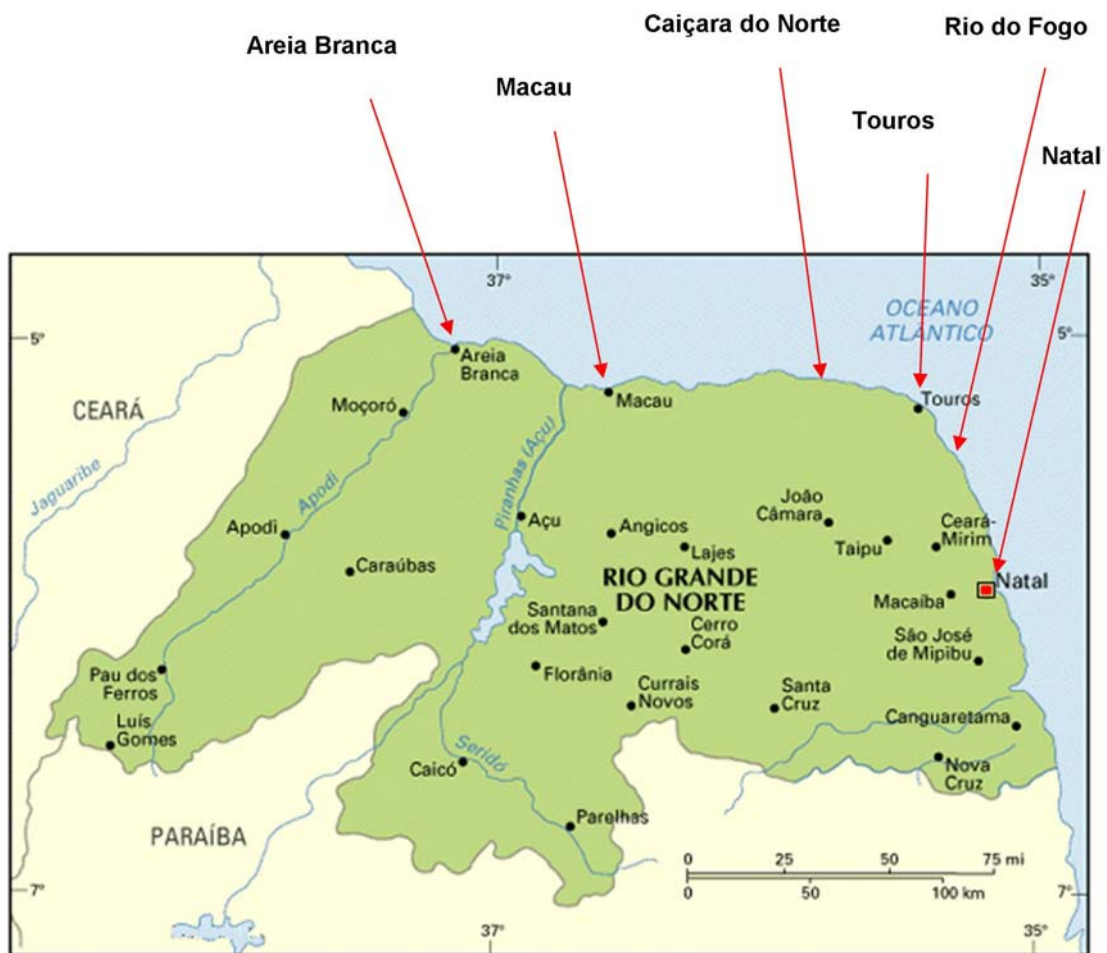 Caiçara do Norte
Rio do Fogo
Areia Branca
Macau
Touros
Natal
37°
35°
OCEANO
ATLÂNTICO
5°
5°
Areia
Branca
CEARÁ
Moçoró
Macau
Touros
Jaguaribe
Apodi
Piranhas (Açu)
Apodi
Açu
Angicos
João
Câmara
Lajes
Taipu
Ceará-
Mirim
Caraúbas
RIO GRANDE
DO NORTE
Natal
Macaíba
Santana
dos Matos
Cerro
Corá
São José
de Mipibu
Pau dos
Ferros
Florânia
Currais
Novos
Santa
Cruz
Canguaretama
Luís
Gomes
Seridó
Caicó
Nova
Cruz
PARAÍBA
Parelhas
0 25 50 75 mi
0 50 100 km
7°
7°
37°
35°